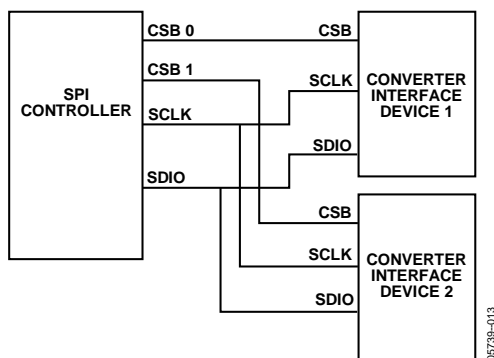 SPI
CONTROLLER
CSB 0
CSB 1
SCLK
SDIO
CSB
SCLK
SDIO
CONVERTER
INTERFACE
DEVICE 1
CSB
SCLK
SDIO
CONVERTER
INTERFACE
DEVICE 2
05739-013